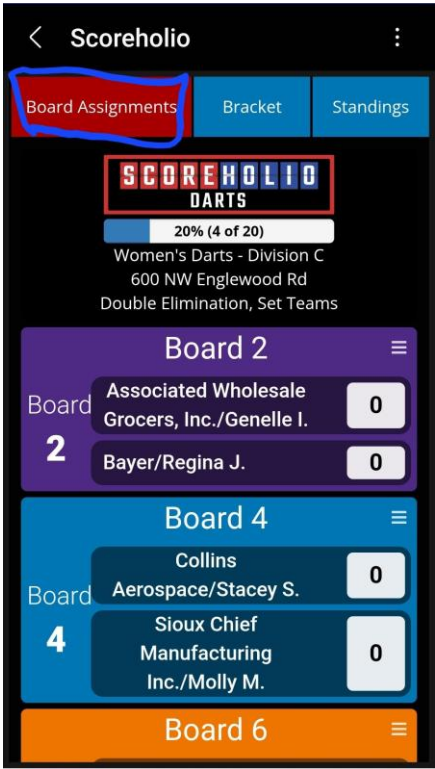 Scoreholio
Board Assignments
Bracket
Standings
SCOREHOLIO
DARTS
20% (4 of 20)
Women's Darts - Division C
600 NW Englewood Rd
Double Elimination, Set Teams
Board 2
Board
2
Associated Wholesale
Grocers, Inc./Genelle I.
0
Bayer/Regina J.
0
Board 4
Board
4
Collins
Aerospace/Stacey S.
0
Sioux Chief
Manufacturing
Inc./Molly M.
0
Board 6